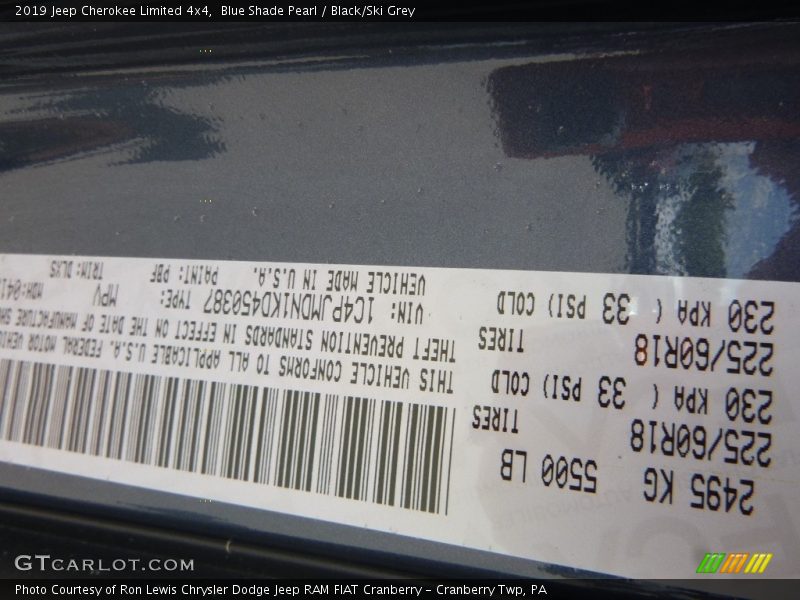 2019 Jeep Cherokee Limited 4x4, Blue Shade Pearl / Black/Ski Grey
2495 KG 5500 LB
225/60R18 TIRES
230 KPA ( 33 PSI) COLD
225/60R18 TIRES
230 KPA ( 33 PSI) COLD
THIS VEHICLE CONFORMS TO ALL APPLICABLE U.S.A. FEDERAL MOTOR
THEFT PREVENTION STANDARDS IN EFFECT ON THE DATE OF MANUFACTURE
VIN: 1C4PJMDN1KD450387 TYPE: MPV MDH:
VEHICLE MADE IN U.S.A. PAINT: PBF TRIM: DLXS
GTCARLOT.COM
Photo Courtesy of Ron Lewis Chrysler Dodge Jeep RAM FIAT Cranberry – Cranberry Twp, PA